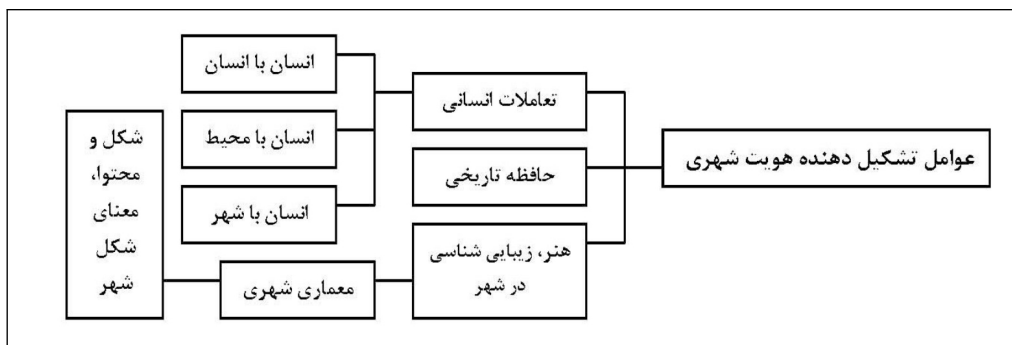 عوامل تشکیل دهنده هویت شهری
تعاملات انسانی
انسان با انسان
انسان با محیط
انسان با شهر
حافظه تاریخی
هنر، زیبایی شناسی
در شهر
معماری شهری
شکل و
محتوا،
معنای
شکل
شهر